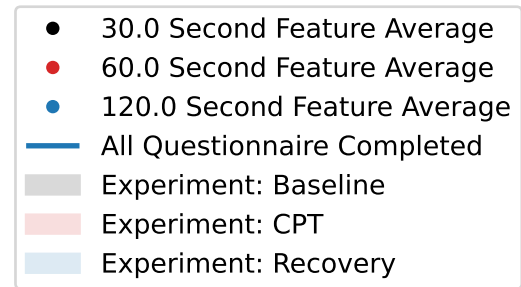 30.0 Second Feature Average
60.0 Second Feature Average
120.0 Second Feature Average
All Questionnaire Completed
Experiment: Baseline
Experiment: CPT
Experiment: Recovery